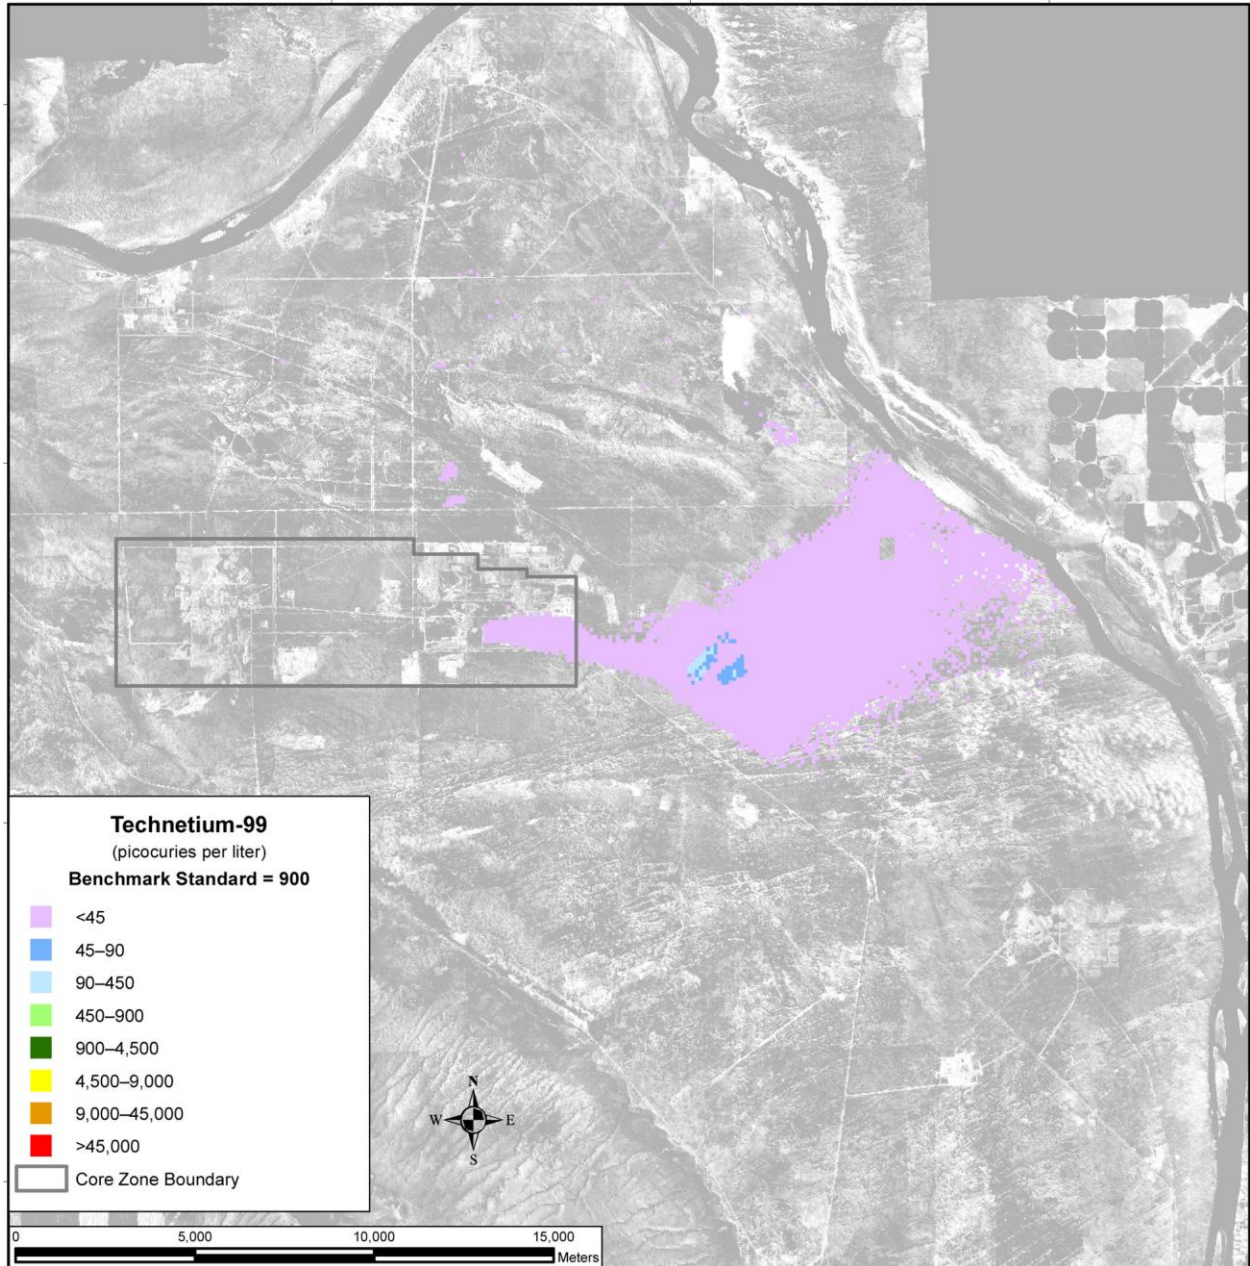 Technetium-99
(picocuries per liter)
Benchmark Standard = 900
<45
45–90
90–450
450–900
900–4,500
4,500–9,000
9,000–45,000
>45,000
Core Zone Boundary
N
W E
S
0 5,000 10,000 15,000
Meters